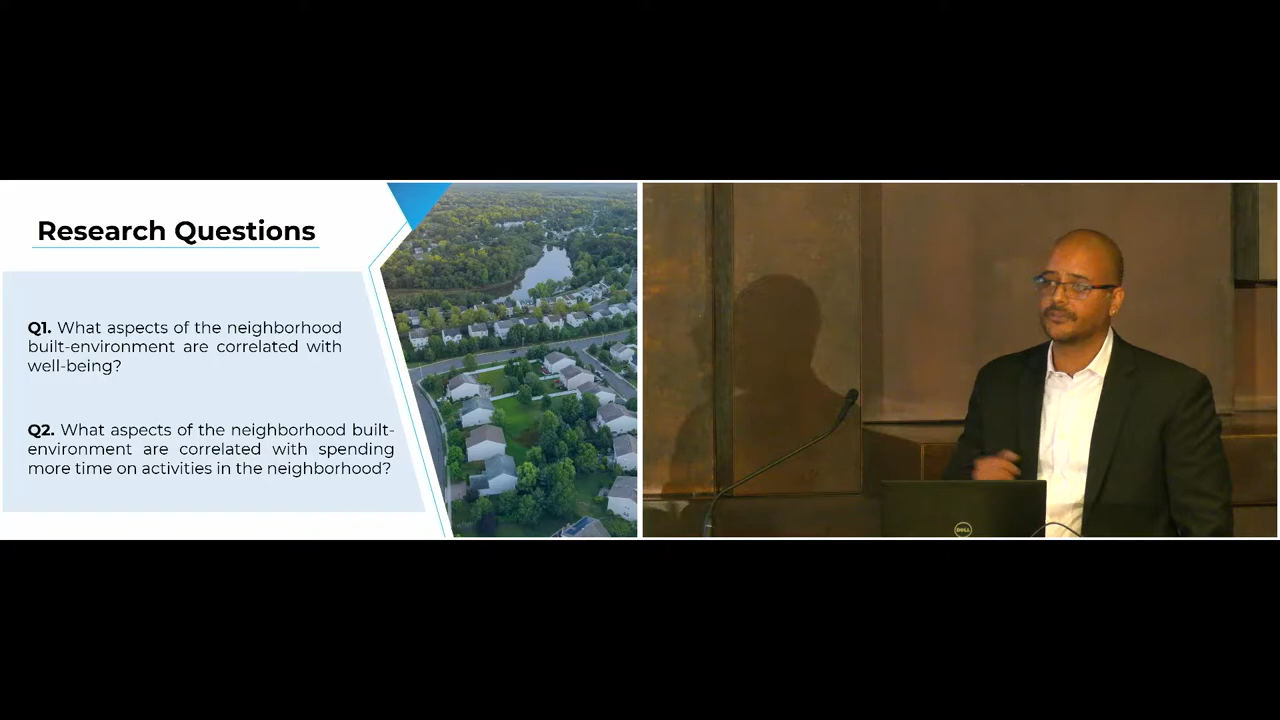 Research Questions
Q1. What aspects of the neighborhood
built-environment are correlated with
well-being?
Q2. What aspects of the neighborhood built-
environment are correlated with spending
more time on activities in the neighborhood?
DELL